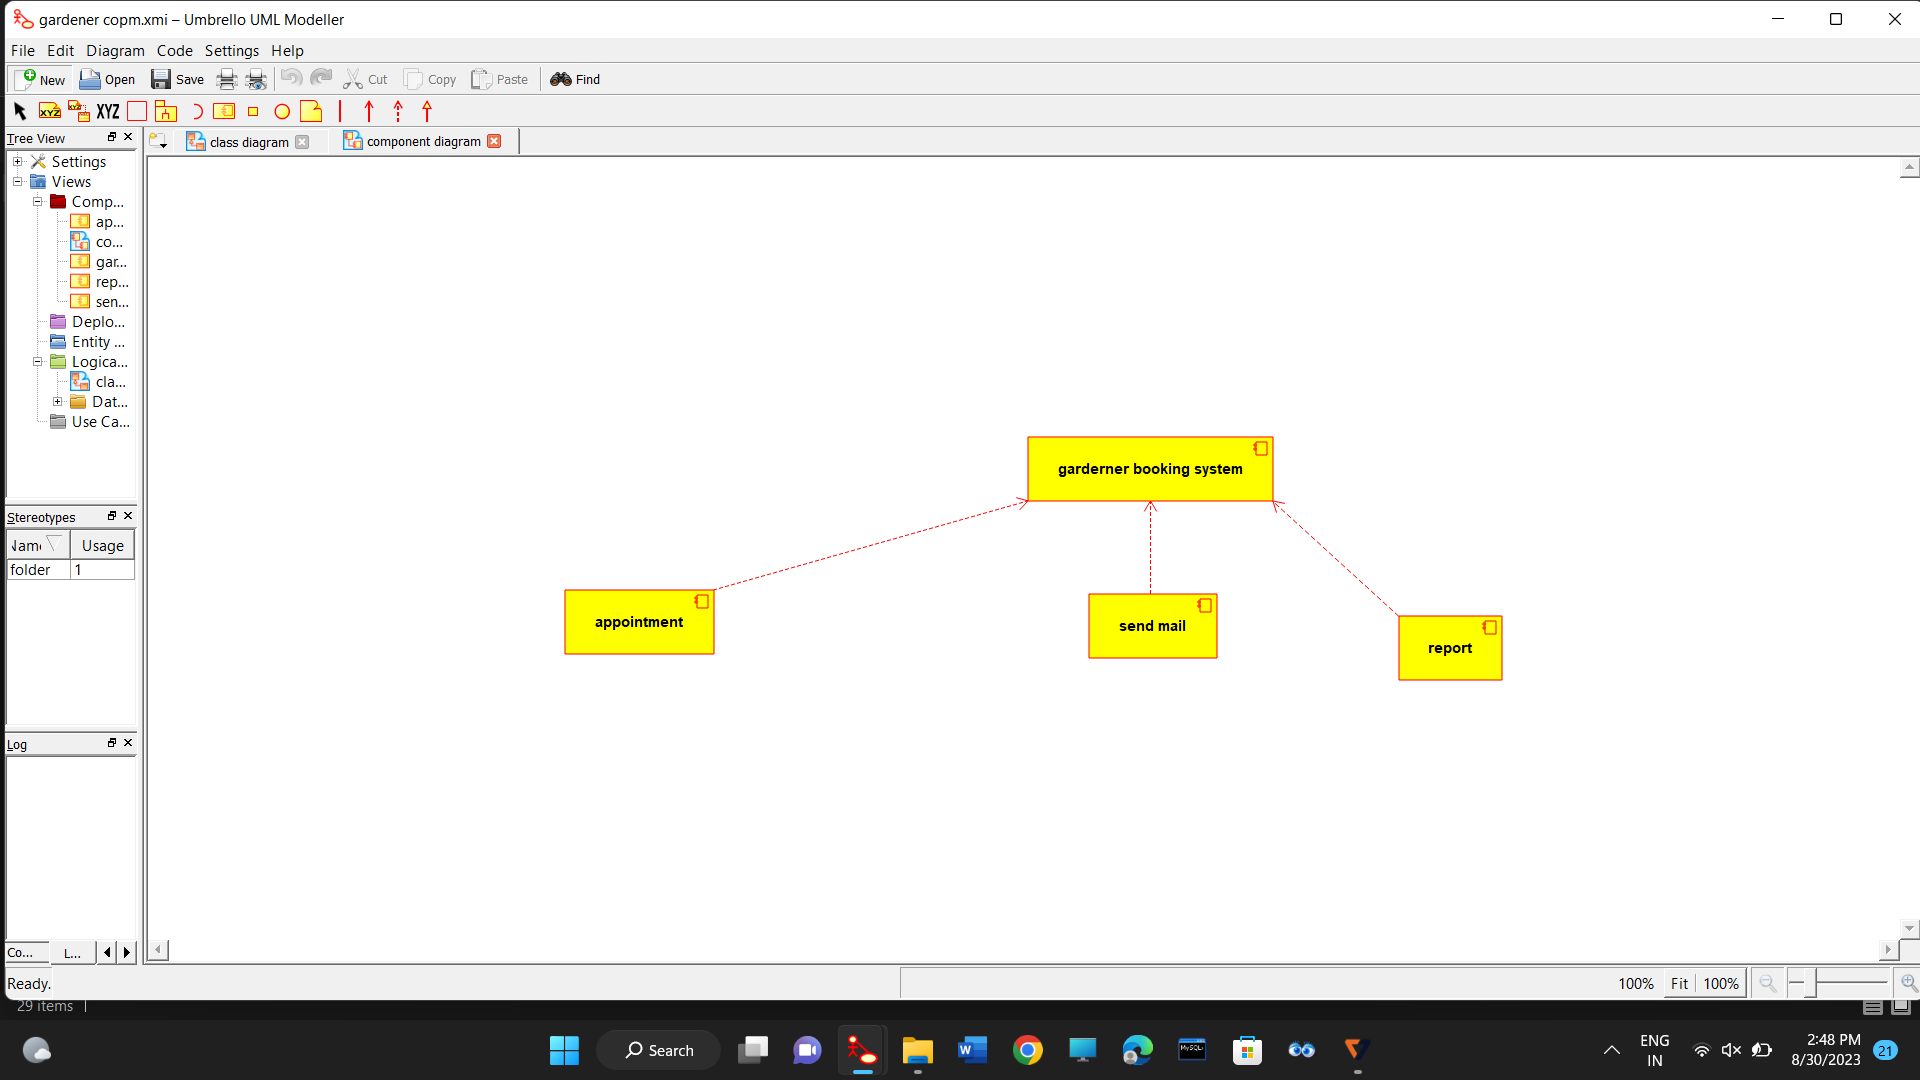 gardener copm.xmi – Umbrello UML Modeller
File Edit Diagram Code Settings Help
New Open Save Cut Copy Paste Find
XYZ XYZ XYZ
Tree View
class diagram component diagram
Settings
Views
Comp...
ap...
co...
gar...
rep...
sen...
Deplo...
Entity ...
Logica...
cla...
Dat...
Use Ca...
garderner booking system
appointment
send mail
report
Stereotypes
Usage
folder 1
Log
Co... L...
Ready.
100% Fit 100%
29 items
Search
ENG
IN
2:48 PM
8/30/2023
21